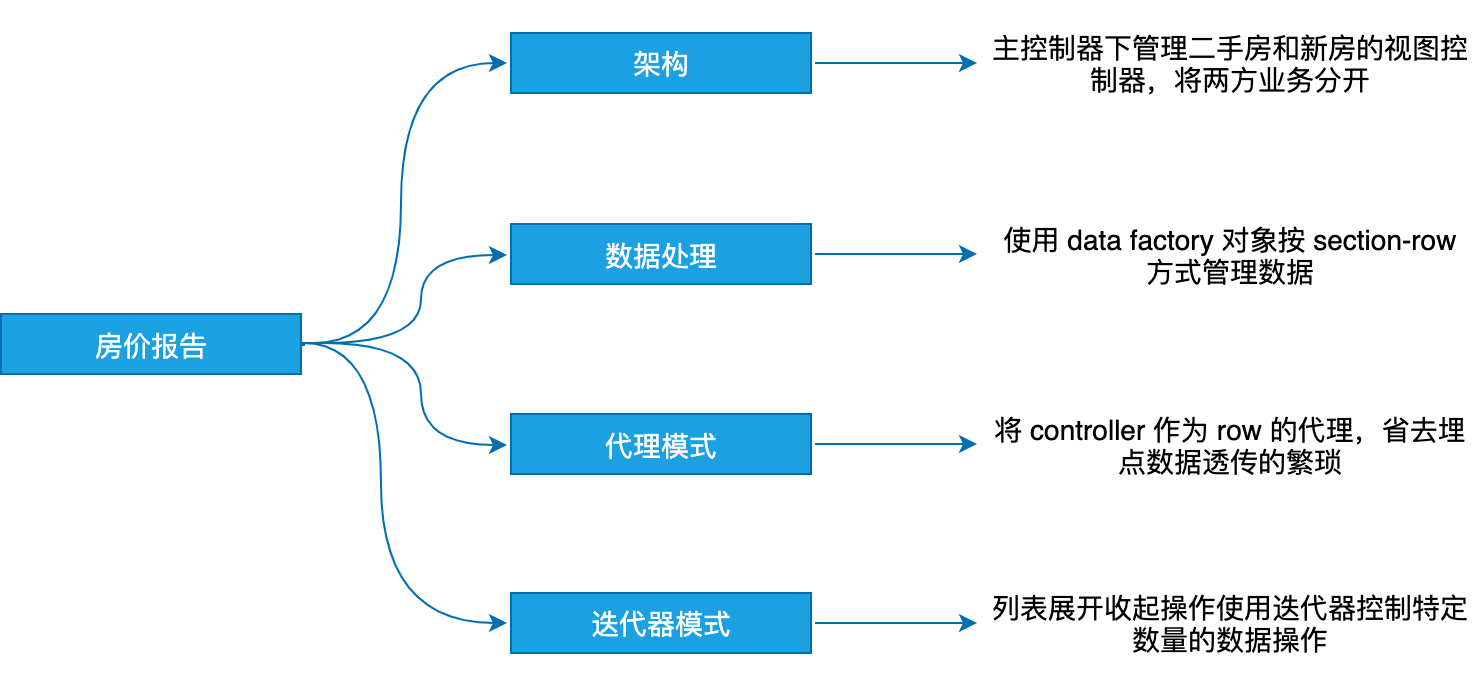 架构
主控制器下管理二手房和新房的视图控
制器，将两方业务分开
数据处理
使用 data factory 对象按 section-row
方式管理数据
房价报告
代理模式
将 controller 作为 row 的代理，省去埋
点数据透传的繁琐
迭代器模式
列表展开收起操作使用迭代器控制特定
数量的数据操作